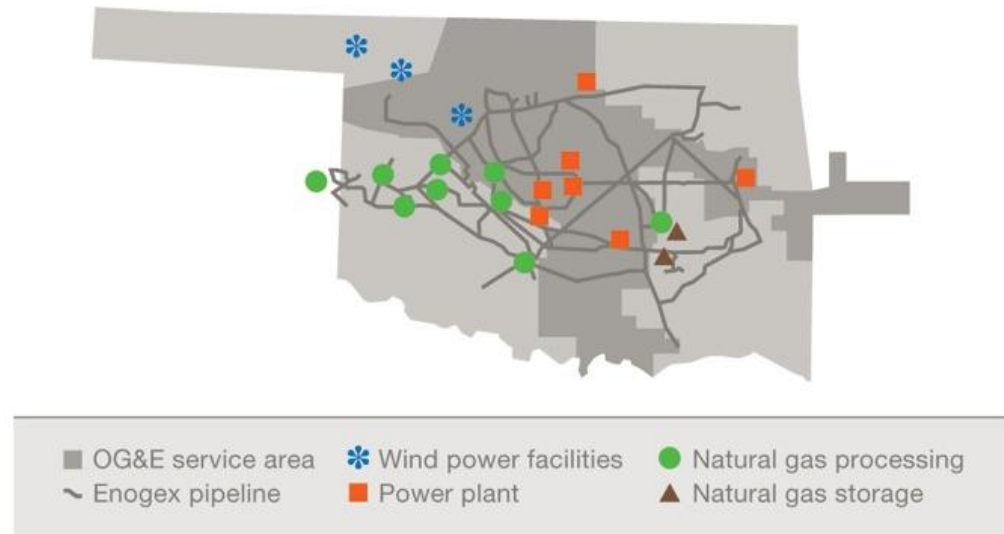 OG&E service area Wind power facilities Natural gas processing
Enogex pipeline Power plant Natural gas storage